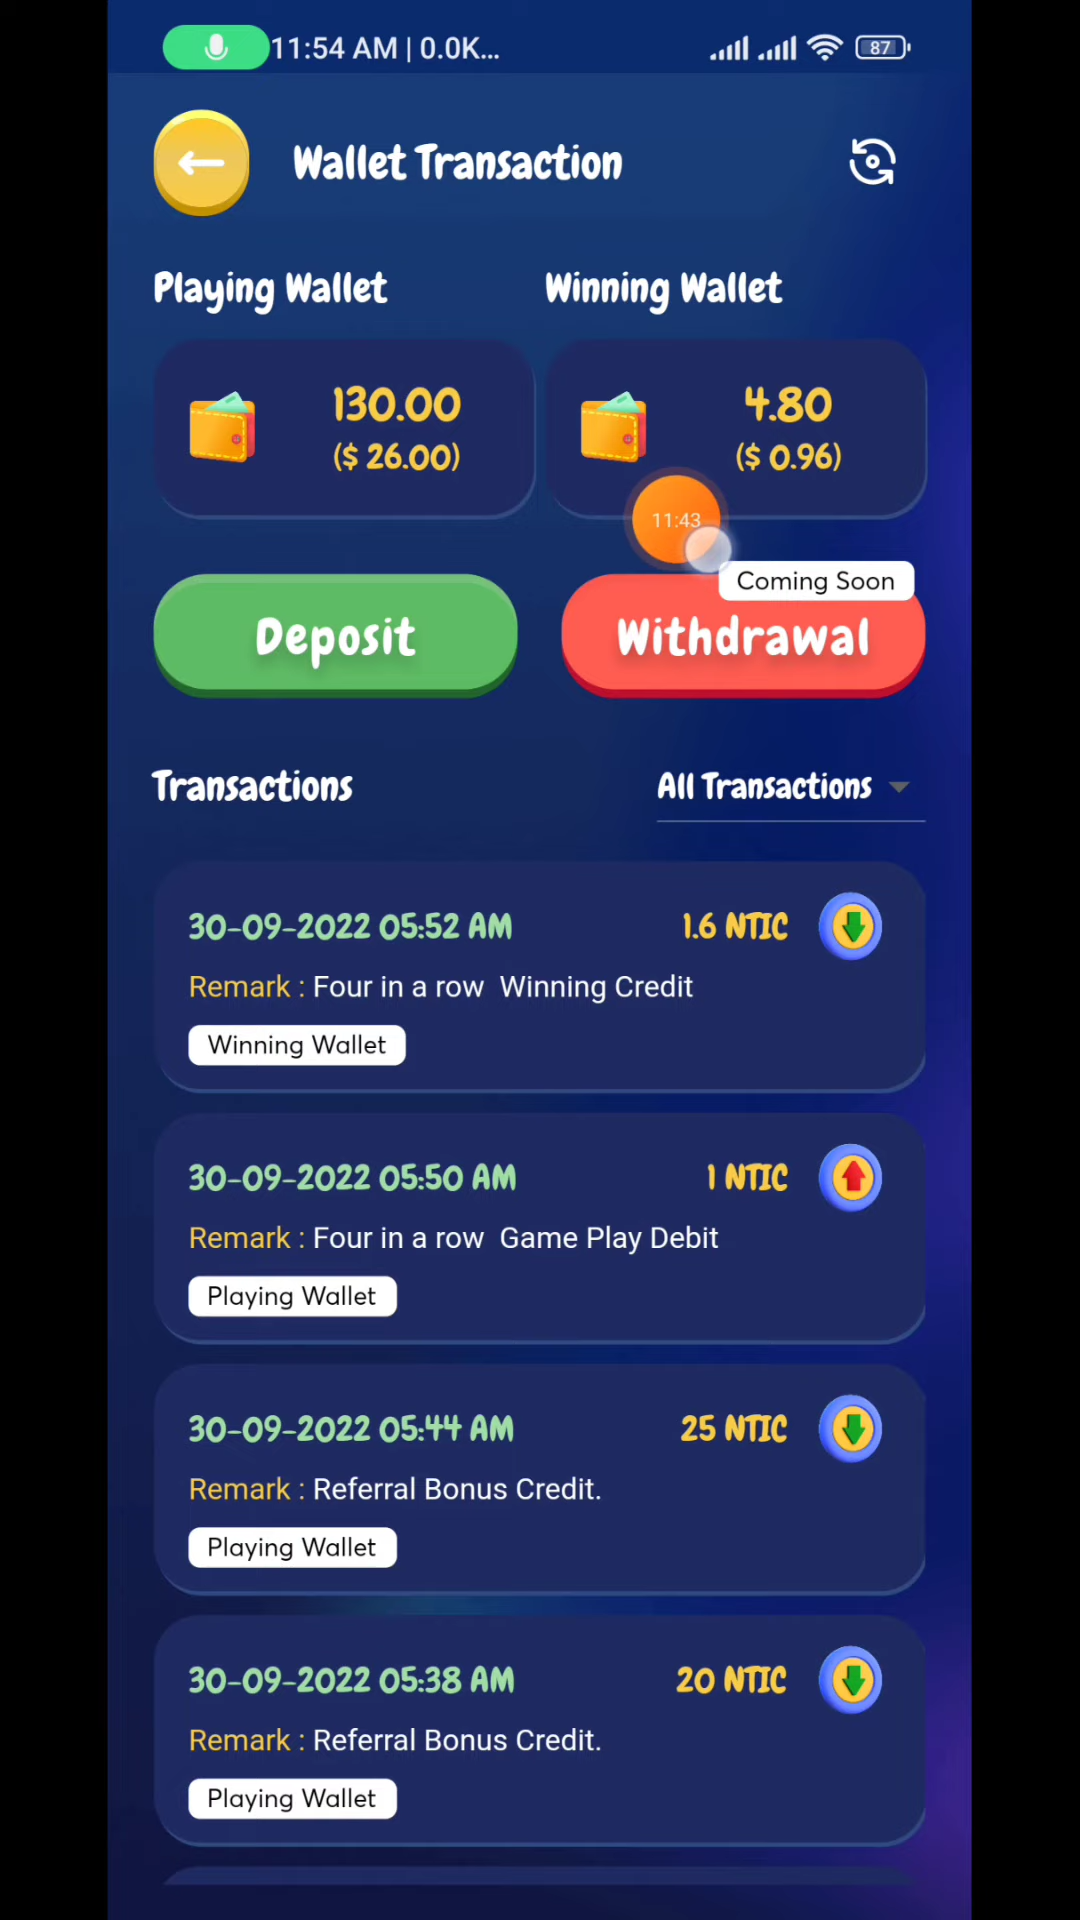 11:54 AM | 0.0K...
87
Wallet Transaction
Playing Wallet
Winning Wallet
130.00
($ 26.00)
4.80
($ 0.96)
11:43
Coming Soon
Deposit
Withdrawal
Transactions
All Transactions
30-09-2022 05:52 AM
1.6 NTIC
Remark : Four in a row  Winning Credit
Winning Wallet
30-09-2022 05:50 AM
1 NTIC
Remark : Four in a row  Game Play Debit
Playing Wallet
30-09-2022 05:44 AM
25 NTIC
Remark : Referral Bonus Credit.
Playing Wallet
30-09-2022 05:38 AM
20 NTIC
Remark : Referral Bonus Credit.
Playing Wallet